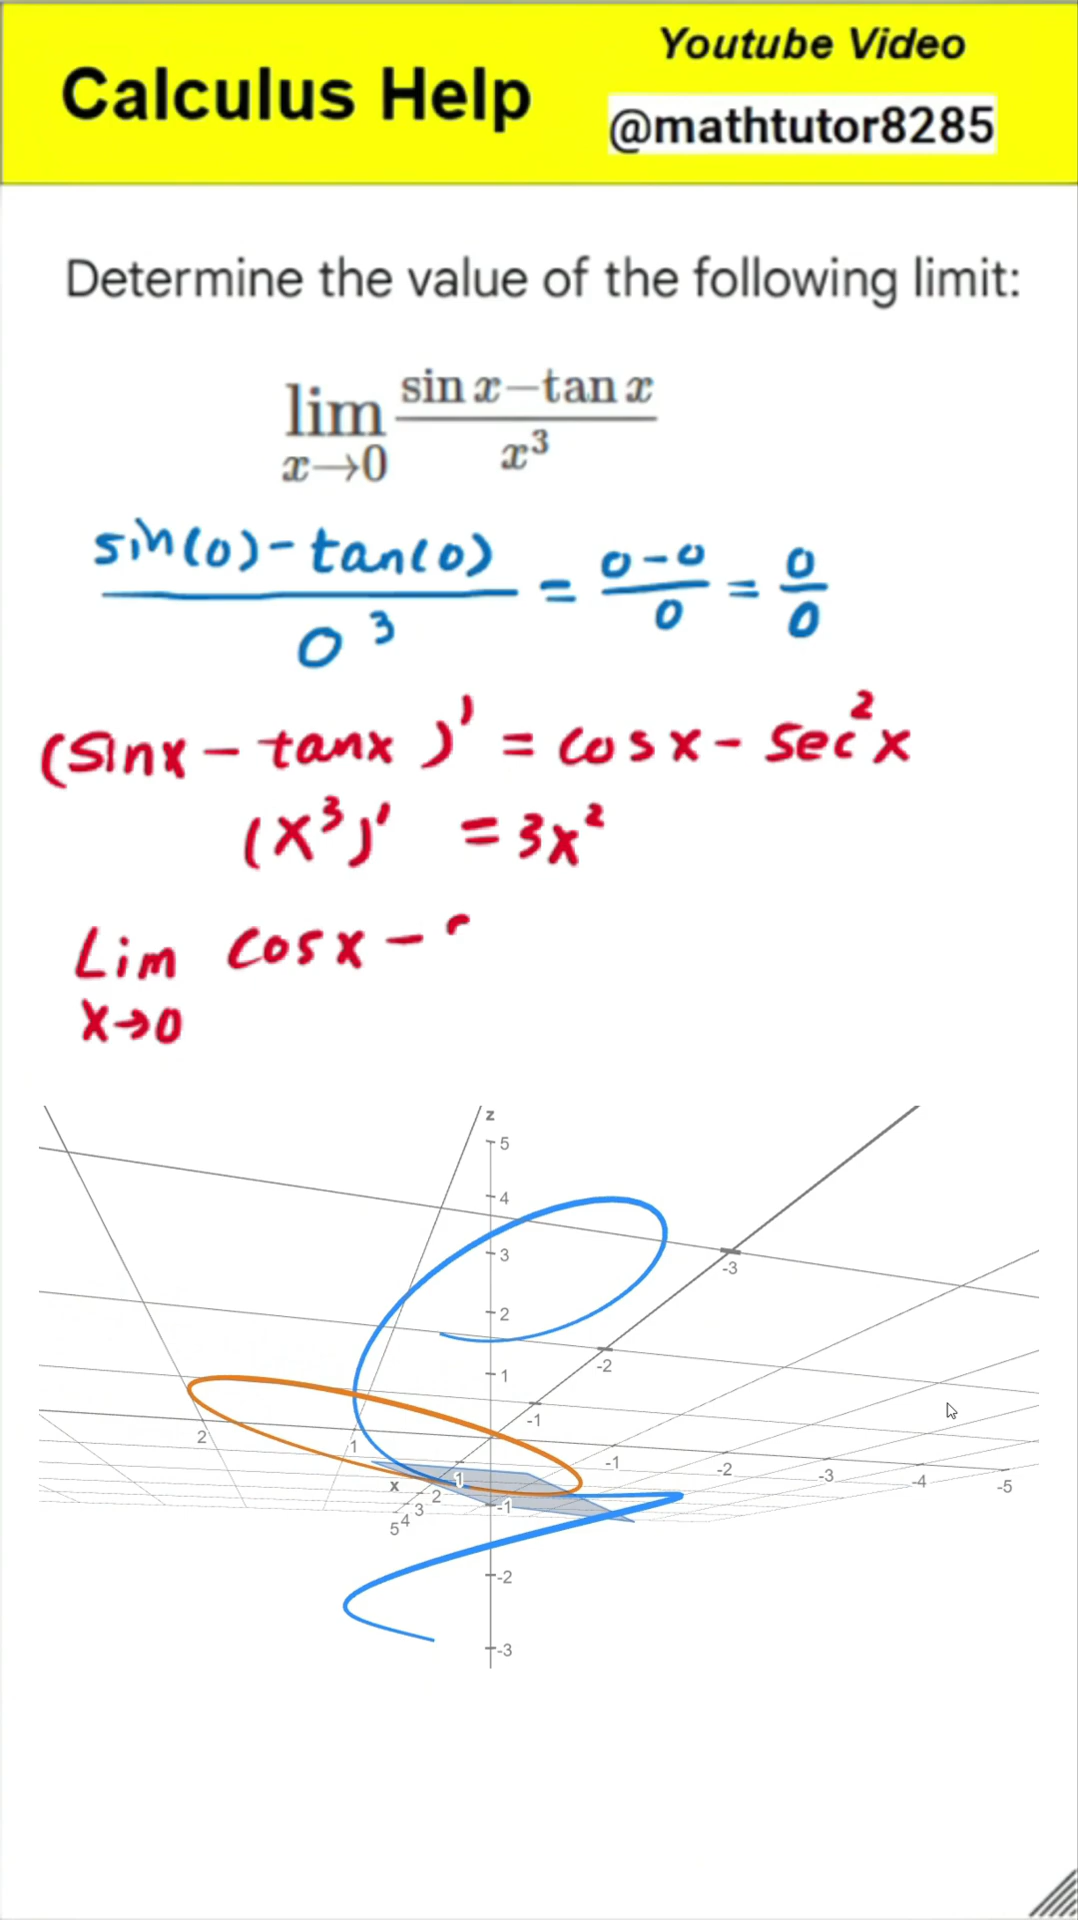 Calculus Help
Youtube Video
@mathtutor8285
Determine the value of the following limit:
lim x→0 (sin x−tan x)/x³
(sin(0)-tan(0))/0³ = (0-0)/0 = 0/0
(sinx - tanx)' = cosx - sec²x
(x³)' = 3x²
Lim x→0 cosx -
z
5
4
3
2
1
-1
-2
-3
-3
-2
-1
1
2
3
4
5
x
2
1
-1
-2
-3
-4
-5